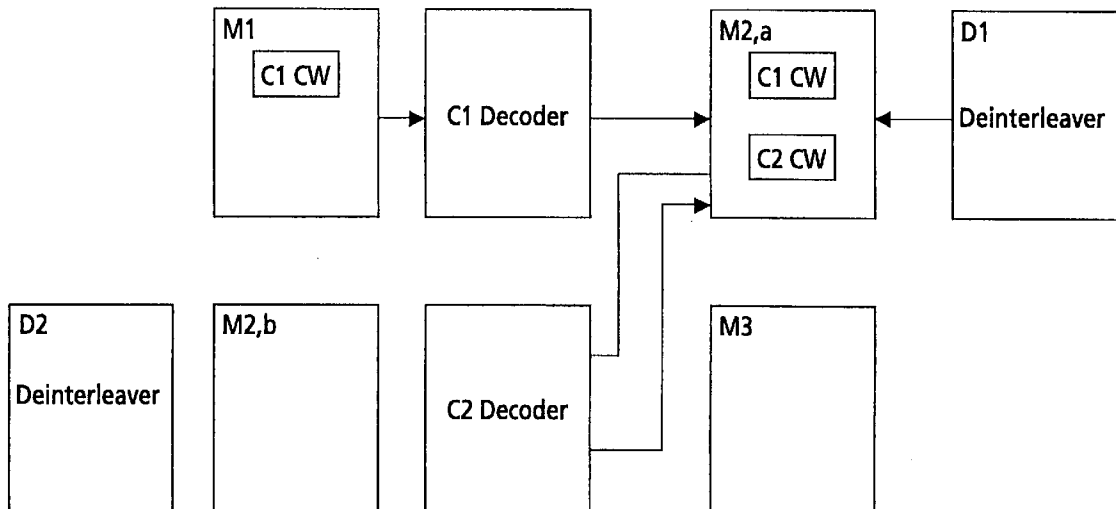 M1
C1 CW
C1 Decoder
M2,a
C1 CW
C2 CW
D1
Deinterleaver
D2
Deinterleaver
M2,b
C2 Decoder
M3